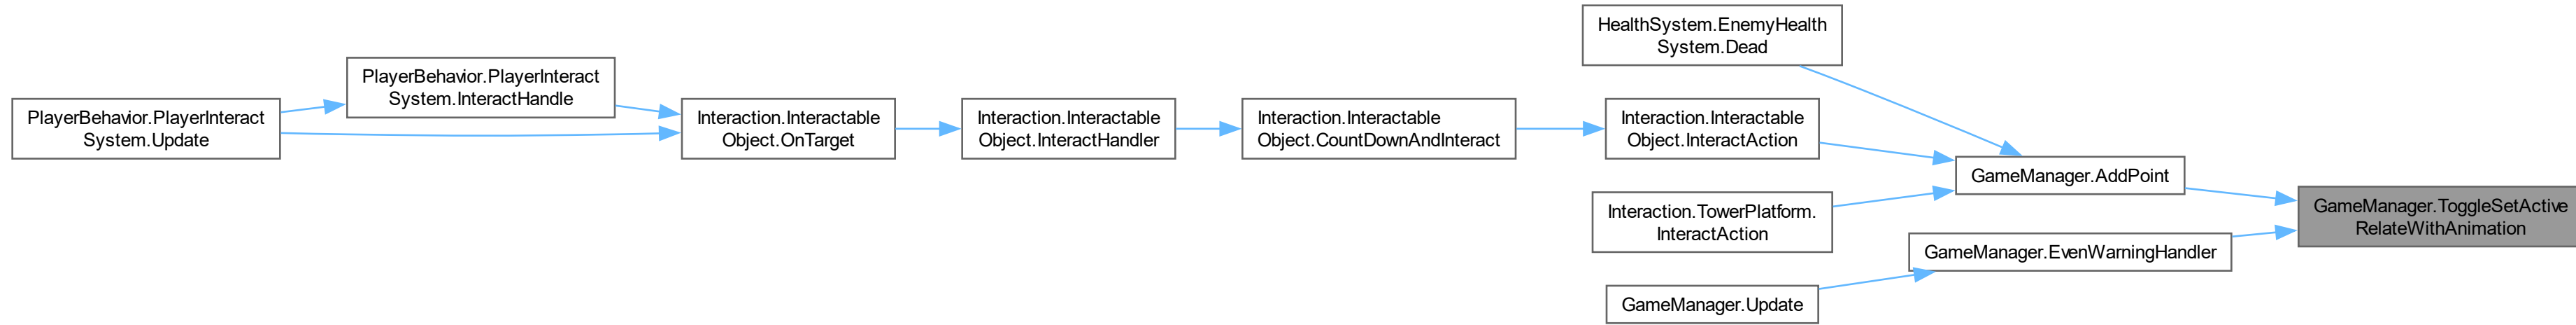 HealthSystem.EnemyHealth
System.Dead
PlayerBehavior.PlayerInteract
System.InteractHandle
PlayerBehavior.PlayerInteract
System.Update
Interaction.Interactable
Object.OnTarget
Interaction.Interactable
Object.InteractHandler
Interaction.Interactable
Object.CountDownAndInteract
Interaction.Interactable
Object.InteractAction
GameManager.AddPoint
Interaction.TowerPlatform.
InteractAction
GameManager.ToggleSetActive
RelateWithAnimation
GameManager.EvenWarningHandler
GameManager.Update